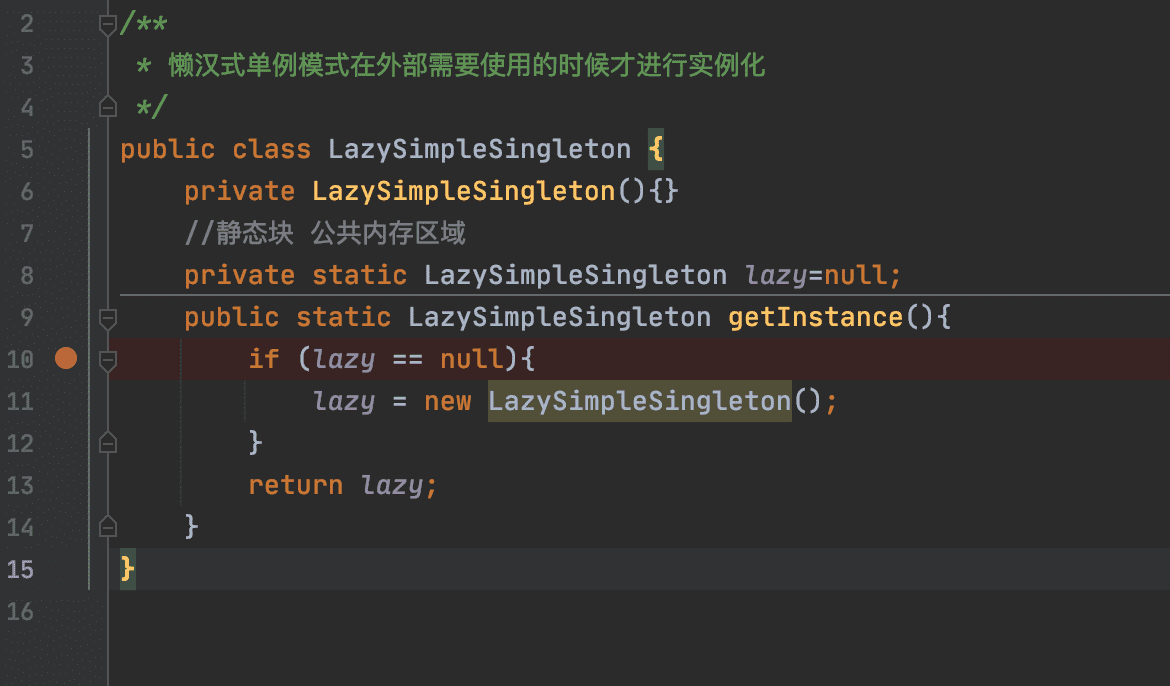 2 /**
3  * 懒汉式单例模式在外部需要使用的时候才进行实例化
4  */
5 public class LazySimpleSingleton {
6     private LazySimpleSingleton(){}
7     //静态块 公共内存区域
8     private static LazySimpleSingleton lazy=null;
9     public static LazySimpleSingleton getInstance(){
10         if (lazy == null){
11             lazy = new LazySimpleSingleton();
12         }
13         return lazy;
14     }
15 }
16